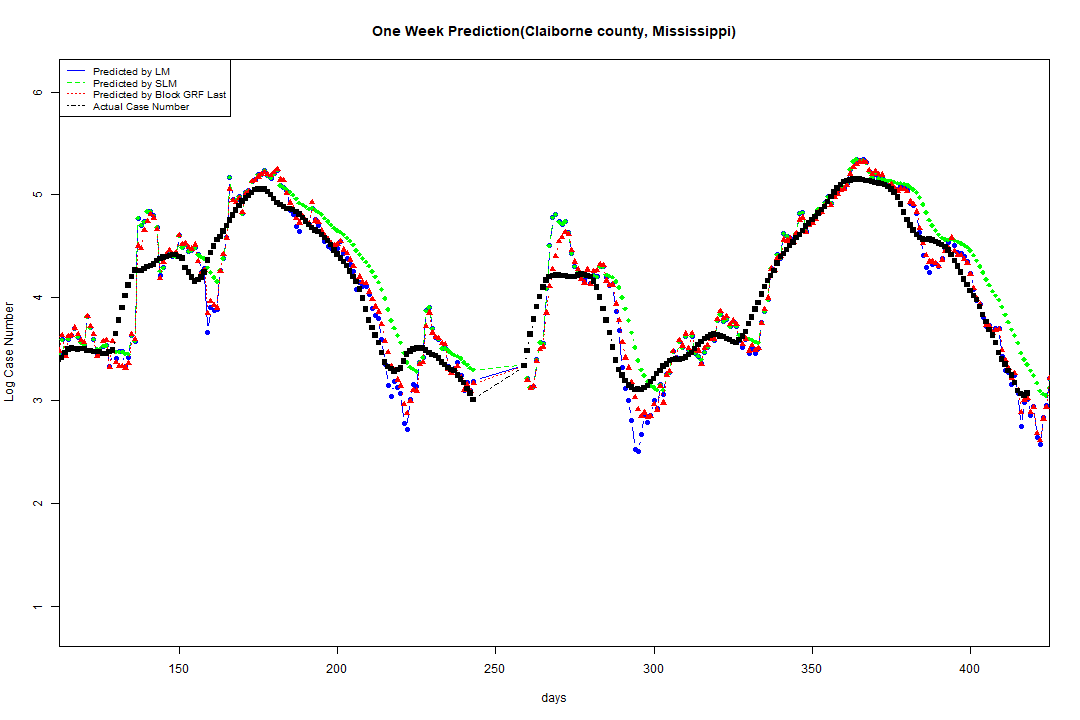 One Week Prediction(Claiborne county, Mississippi)
Predicted by LM
Predicted by SLM
Predicted by Block GRF Last
Actual Case Number
Log Case Number
6
5
4
3
2
1
150 200 250 300 350 400
days